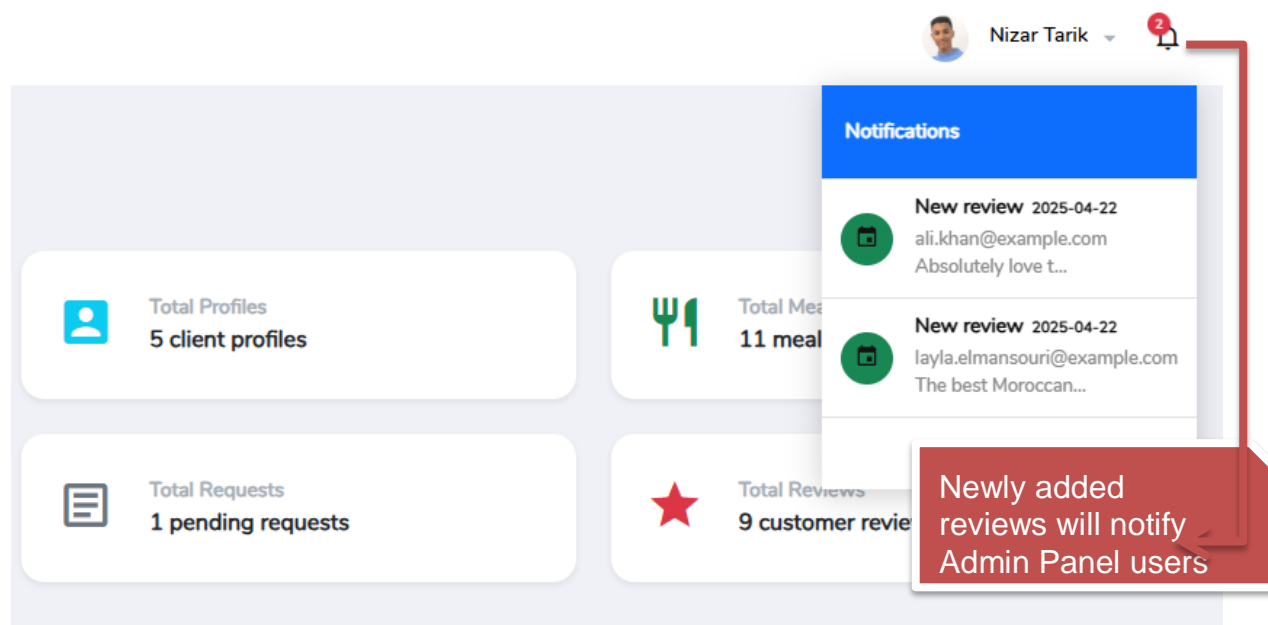 Nizar Tarik
2
Notifications
New review 2025-04-22
ali.khan@example.com
Absolutely love t...
New review 2025-04-22
layla.elmansouri@example.com
The best Moroccan...
Total Profiles
5 client profiles
Total Mea
11 meal
Total Requests
1 pending requests
Total Reviews
9 customer revie
Newly added
reviews will notify
Admin Panel users